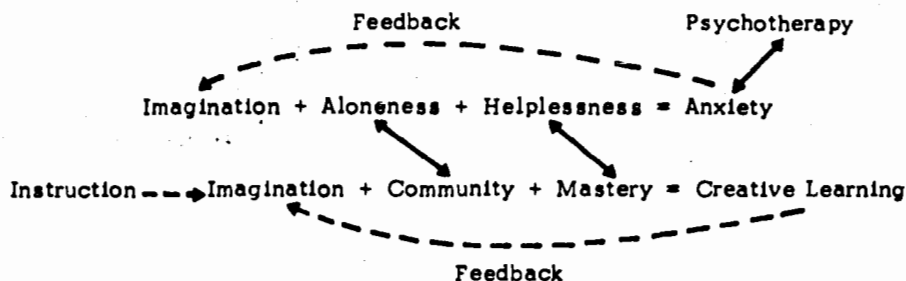 Feedback
Psychotherapy
Imagination + Aloneness + Helplessness = Anxiety
Instruction
Imagination + Community + Mastery = Creative Learning
Feedback